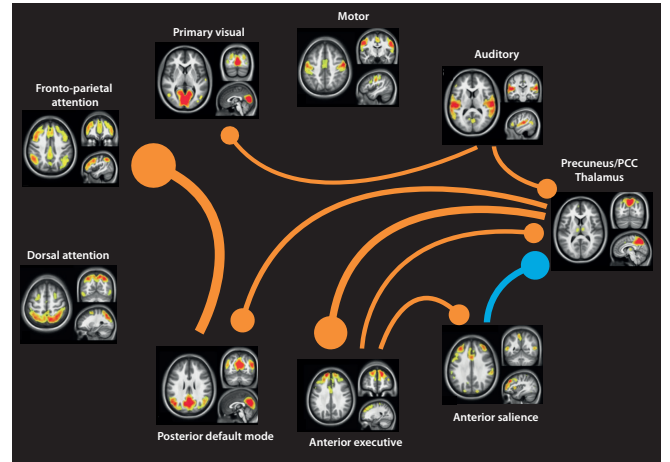 Motor
Primary visual
Auditory
Fronto-parietal
attention
Precuneus/PCC
Thalamus
Dorsal attention
Posterior default mode
Anterior executive
Anterior salience